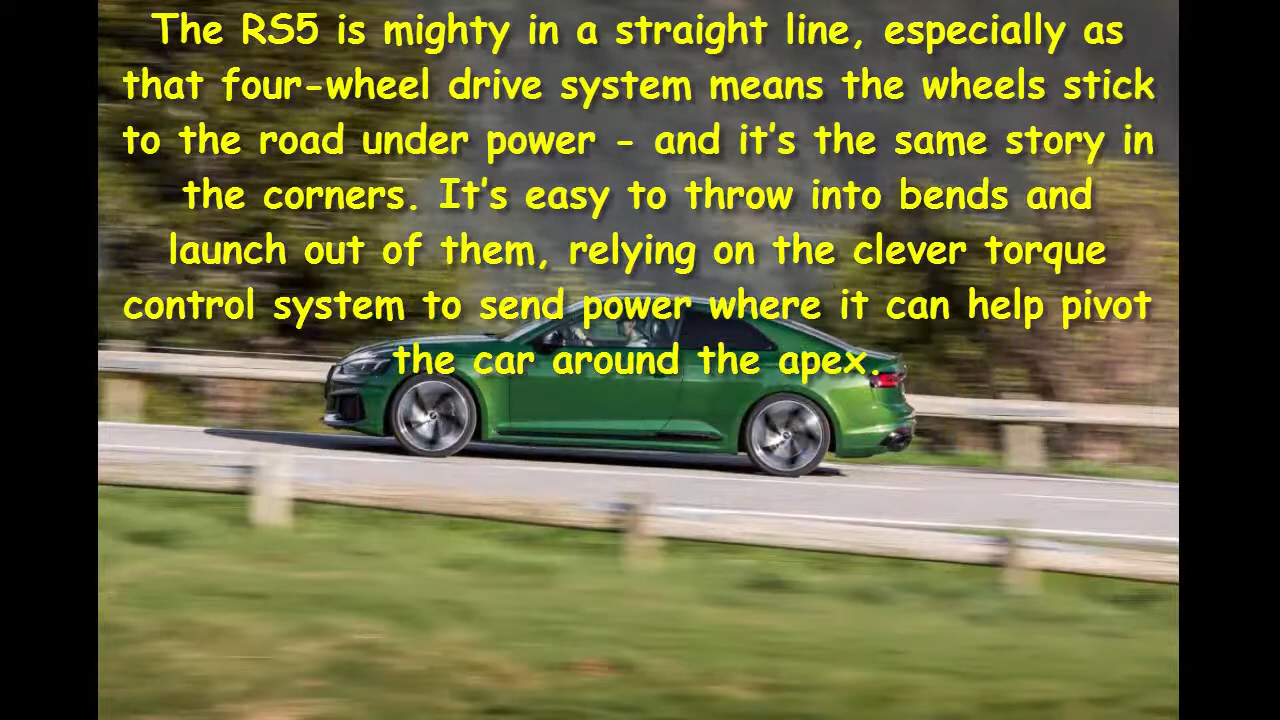 The RS5 is mighty in a straight line, especially as
that four-wheel drive system means the wheels stick
to the road under power - and it's the same story in
the corners. It's easy to throw into bends and
launch out of them, relying on the clever torque
control system to send power where it can help pivot
the car around the apex.